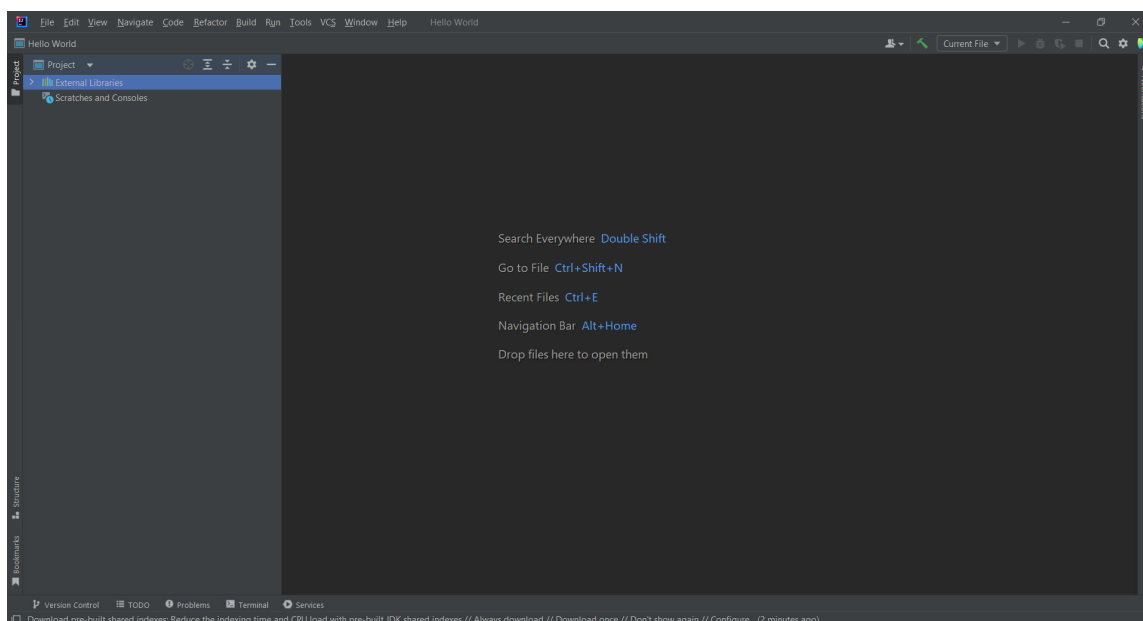 File Edit View Navigate Code Refactor Build Run Tools VCS Window Help Hello World
Hello World
Current File
Project
Project
External Libraries
Scratches and Consoles
Search Everywhere Double Shift
Go to File Ctrl+Shift+N
Recent Files Ctrl+E
Navigation Bar Alt+Home
Drop files here to open them
Structure
Bookmarks
Version Control TODO Problems Terminal Services
Download pre-built shared indexes: Reduce the indexing time and CPU load with pre-built JDK shared indexes // Always download // Download once // Don't show again // Configure... (2 minutes ago)